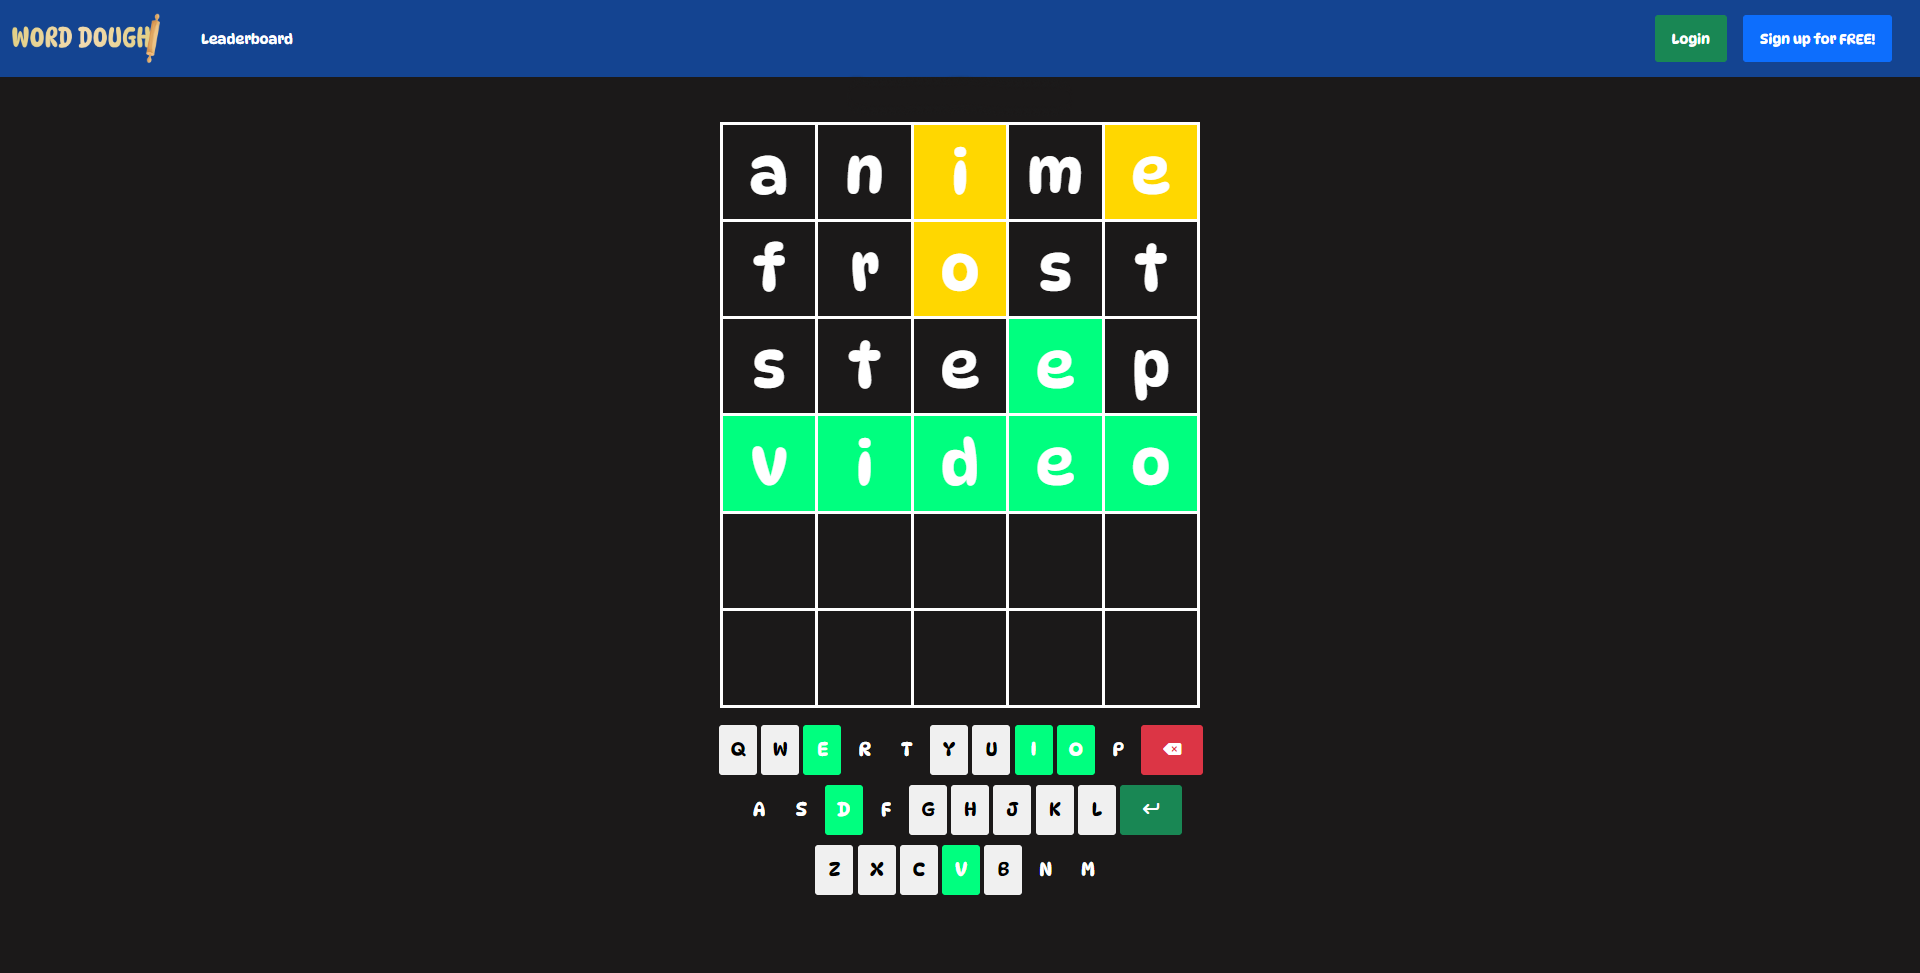 WORD DOUGH Leaderboard Login Sign up for FREE!
a n i m e
f r o s t
s t e e p
v i d e o
Q W E R T Y U I O P
A S D F G H J K L
Z X C V B N M